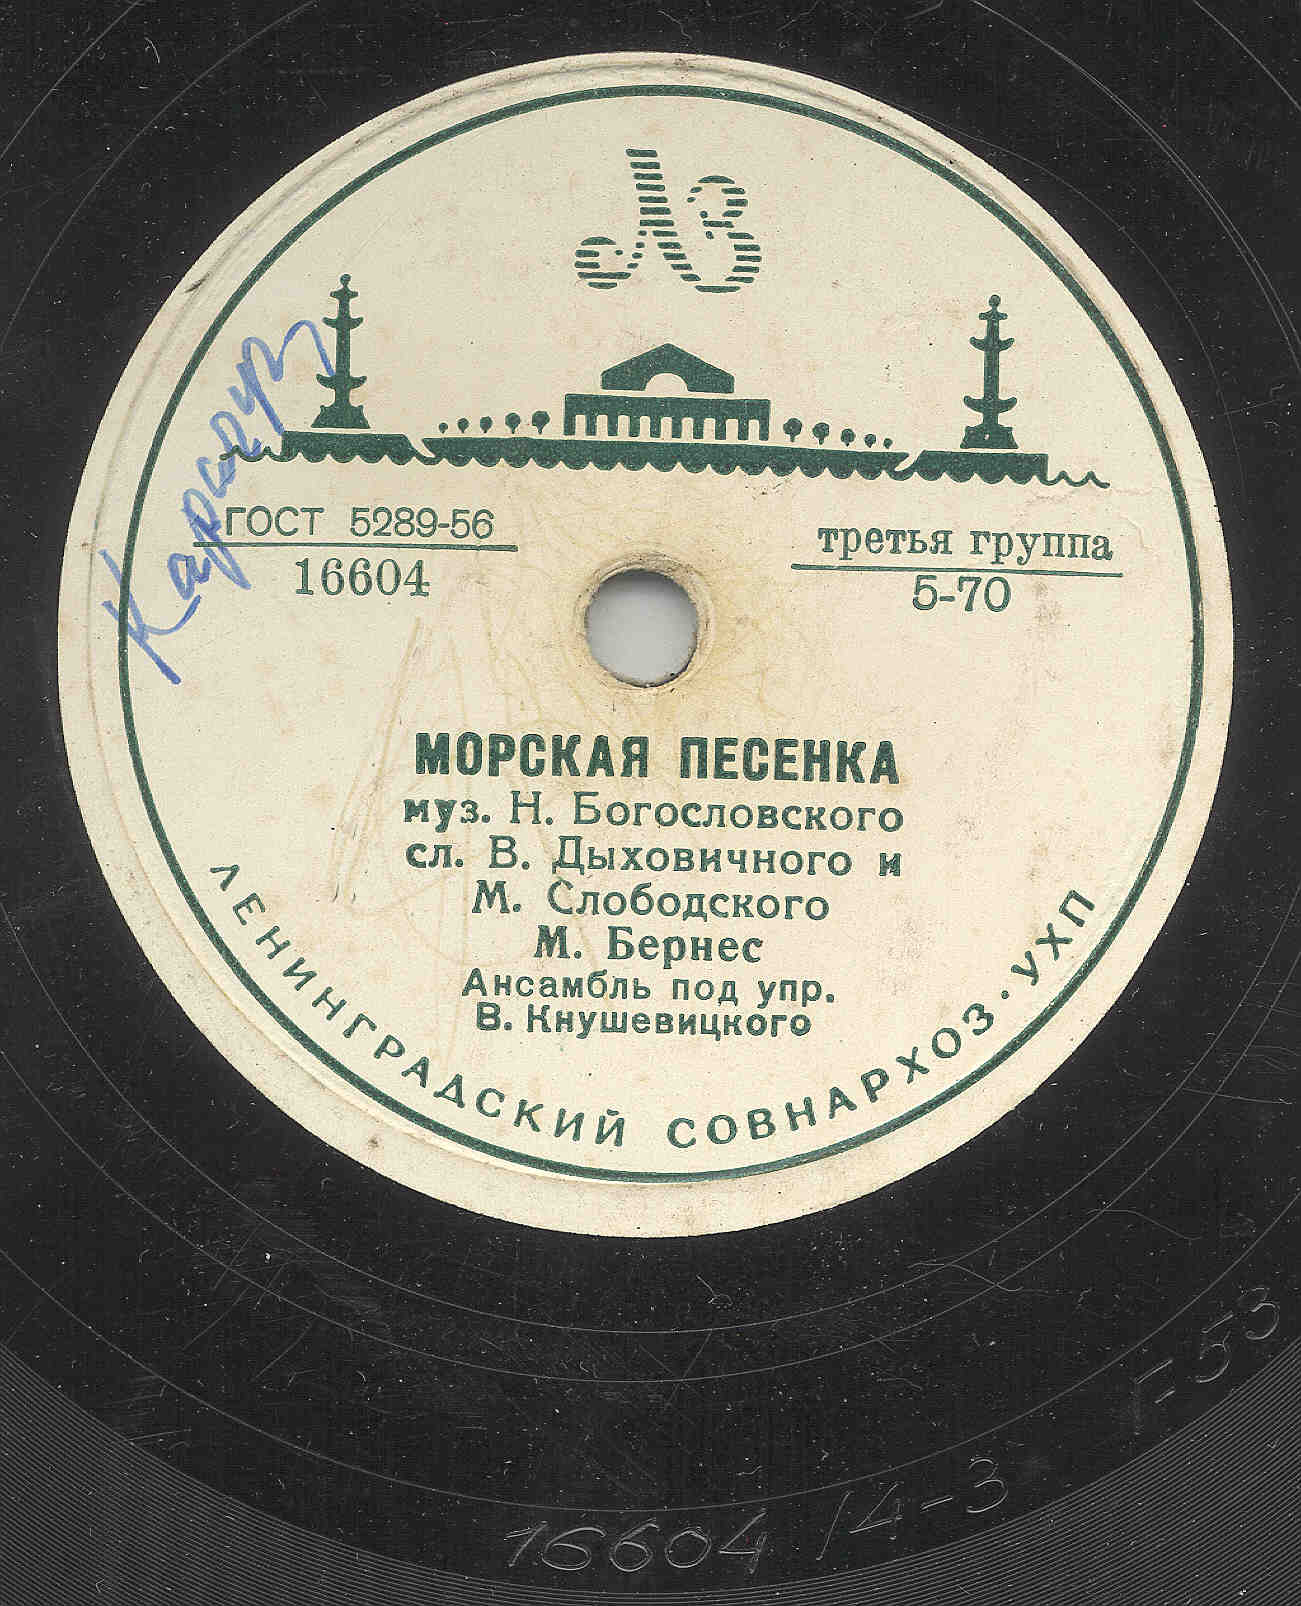 ЛЗ
ГОСТ 5289-56
16604
третья группа
5-70
МОРСКАЯ ПЕСЕНКА
муз. Н. Богословского
сл. В. Дыховичного и
М. Слободского
М. Бернес
Ансамбль под упр.
В. Кнушевицкого
ЛЕНИНГРАДСКИЙ СОВНАРХОЗ·УХП
16604 /4-3